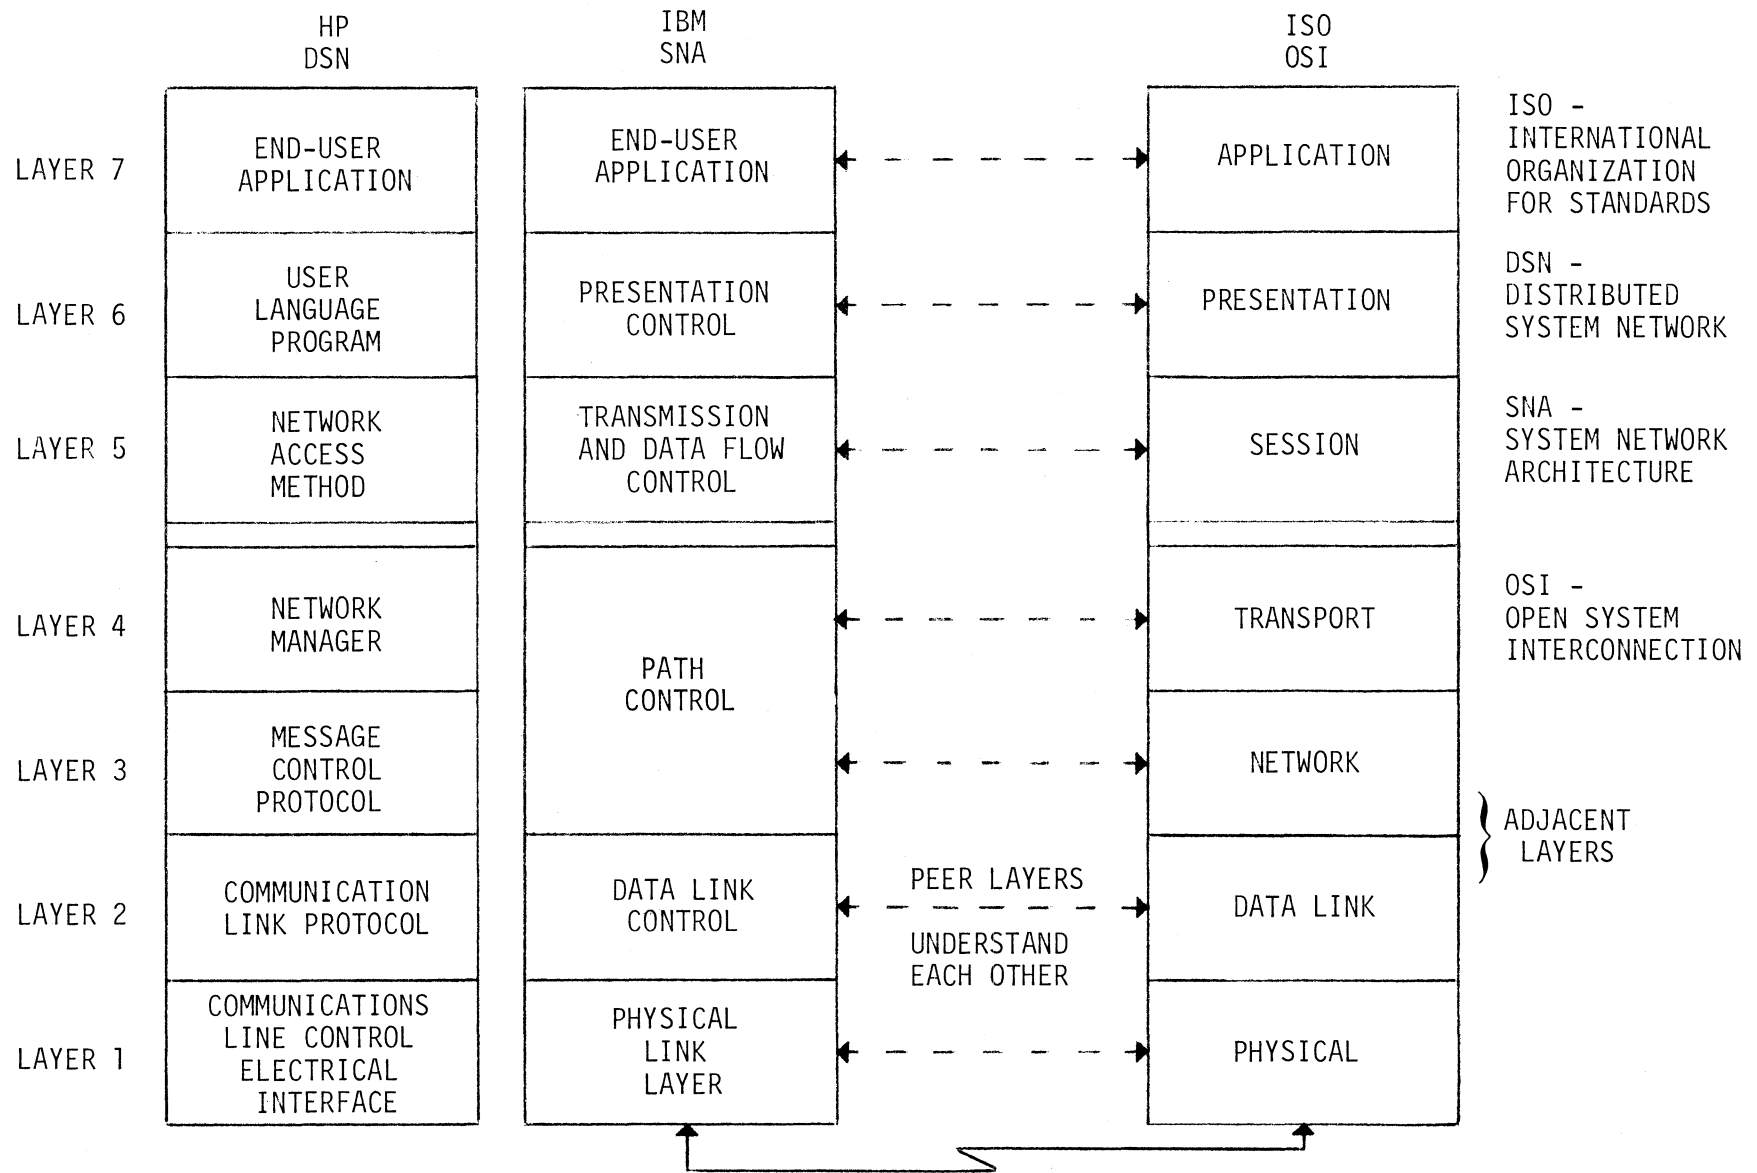 HP
DSN
IBM
SNA
ISO
OSI
LAYER 7
END-USER
APPLICATION
END-USER
APPLICATION
APPLICATION
ISO -
INTERNATIONAL
ORGANIZATION
FOR STANDARDS
LAYER 6
USER
LANGUAGE
PROGRAM
PRESENTATION
CONTROL
PRESENTATION
DSN -
DISTRIBUTED
SYSTEM NETWORK
LAYER 5
NETWORK
ACCESS
METHOD
TRANSMISSION
AND DATA FLOW
CONTROL
SESSION
SNA -
SYSTEM NETWORK
ARCHITECTURE
LAYER 4
NETWORK
MANAGER
PATH
CONTROL
TRANSPORT
OSI -
OPEN SYSTEM
INTERCONNECTION
LAYER 3
MESSAGE
CONTROL
PROTOCOL
NETWORK
ADJACENT
LAYERS
LAYER 2
COMMUNICATION
LINK PROTOCOL
DATA LINK
CONTROL
PEER LAYERS
UNDERSTAND
EACH OTHER
DATA LINK
LAYER 1
COMMUNICATIONS
LINE CONTROL
ELECTRICAL
INTERFACE
PHYSICAL
LINK
LAYER
PHYSICAL